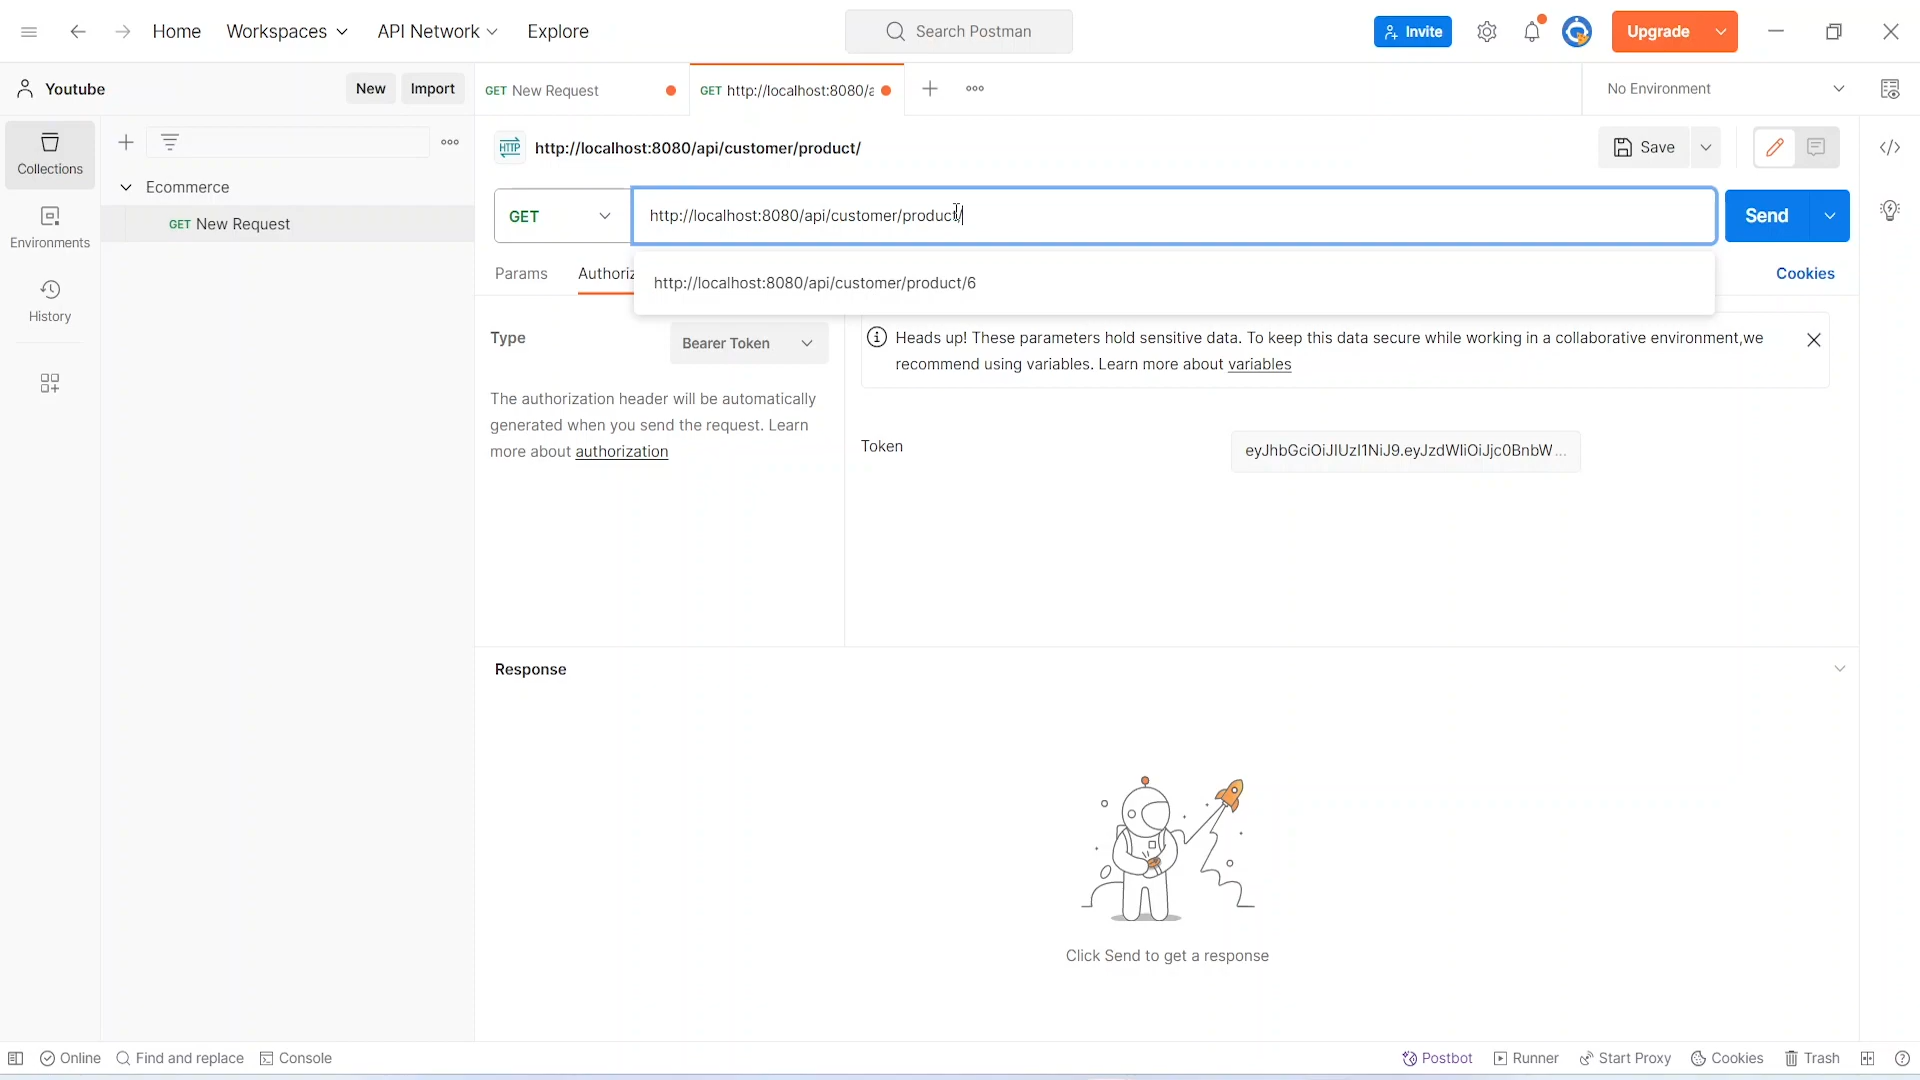 Home
Workspaces
API Network
Explore
Search Postman
Invite
Upgrade
Youtube
New
Import
GET New Request
GET http://localhost:8080/a
No Environment
Collections
Environments
History
Ecommerce
GET New Request
HTTP
http://localhost:8080/api/customer/product/
Save
GET
http://localhost:8080/api/customer/product/
Send
http://localhost:8080/api/customer/product/6
Params
Authoriz
Cookies
Type
Bearer Token
The authorization header will be automatically
generated when you send the request. Learn
more about authorization
Heads up! These parameters hold sensitive data. To keep this data secure while working in a collaborative environment,we
recommend using variables. Learn more about variables
Token
eyJhbGciOiJIUzI1NiJ9.eyJzdWIiOiJjc0BnbW...
Response
Click Send to get a response
Online
Find and replace
Console
Postbot
Runner
Start Proxy
Cookies
Trash